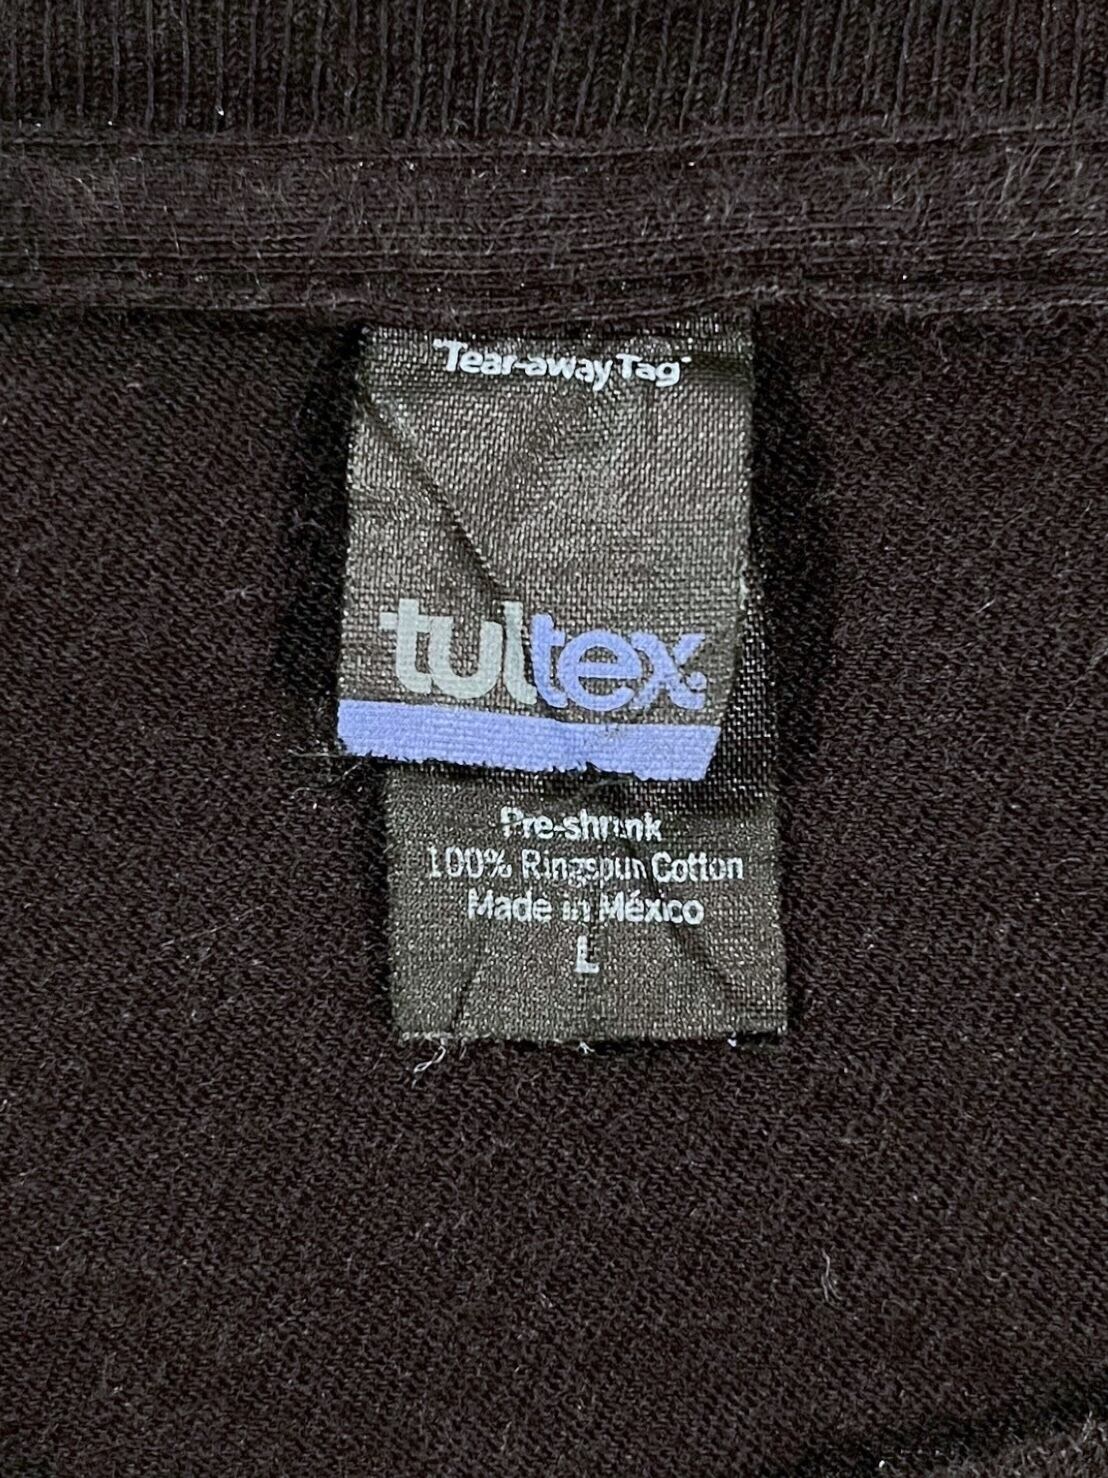 "Tear-away Tag"
tultex
Pre-shrunk
100% Ringspun Cotton
Made in México
L